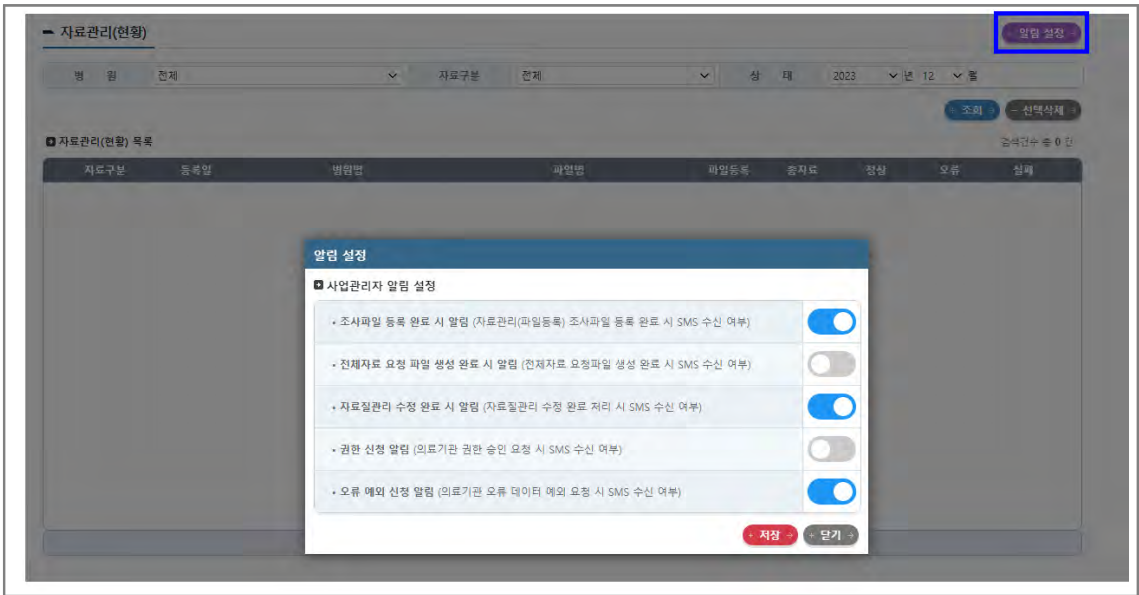 자료관리(현황)
알림 설정
병 원 전체 자료구분 전체 상 태 2023 년 12 월
조회 선택삭제
자료관리(현황) 목록 검색건수 총 0 건
자료구분 등록일 병원명 파일명 파일등록 총자료 정상 오류 실패
알림 설정
사업관리자 알림 설정
• 조사파일 등록 완료 시 알림 (자료관리(파일등록) 조사파일 등록 완료 시 SMS 수신 여부)
• 전체자료 요청 파일 생성 완료 시 알림 (전체자료 요청파일 생성 완료 시 SMS 수신 여부)
• 자료질관리 수정 완료 시 알림 (자료질관리 수정 완료 처리 시 SMS 수신 여부)
• 권한 신청 알림 (의료기관 권한 승인 요청 시 SMS 수신 여부)
• 오류 예외 신청 알림 (의료기관 오류 데이터 예외 요청 시 SMS 수신 여부)
저장 닫기